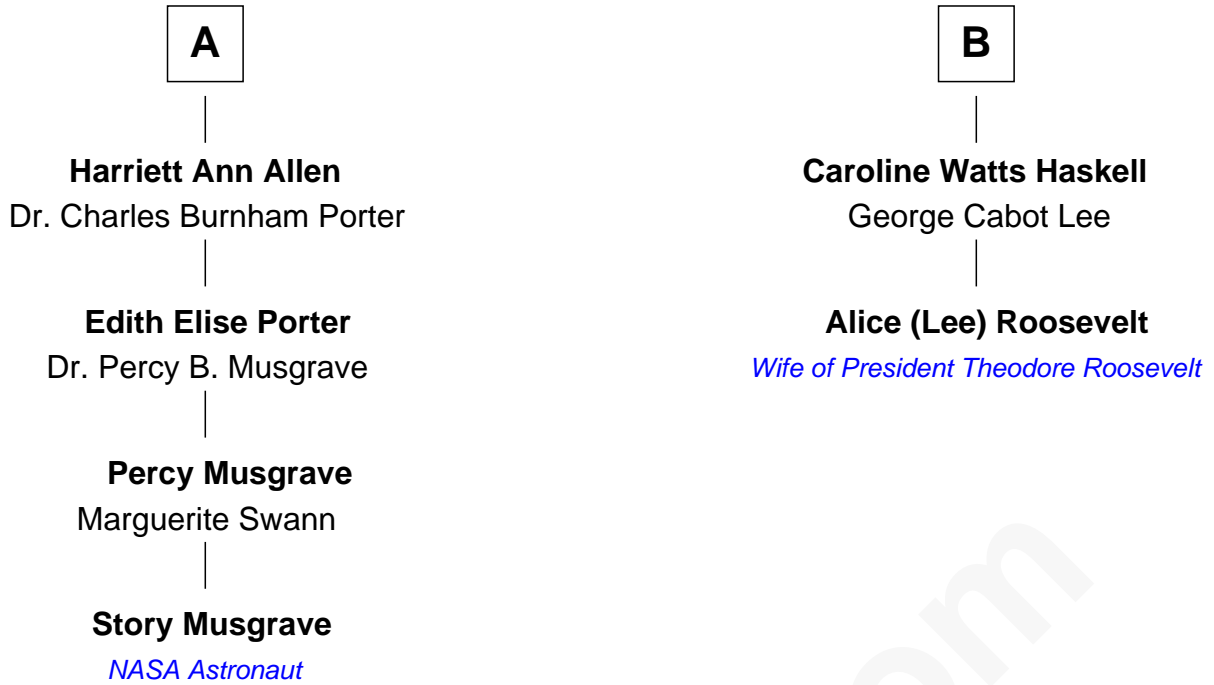 A
Harriett Ann Allen
Dr. Charles Burnham Porter
Edith Elise Porter
Dr. Percy B. Musgrave
Percy Musgrave
Marguerite Swann
Story Musgrave
NASA Astronaut
B
Caroline Watts Haskell
George Cabot Lee
Alice (Lee) Roosevelt
Wife of President Theodore Roosevelt
om